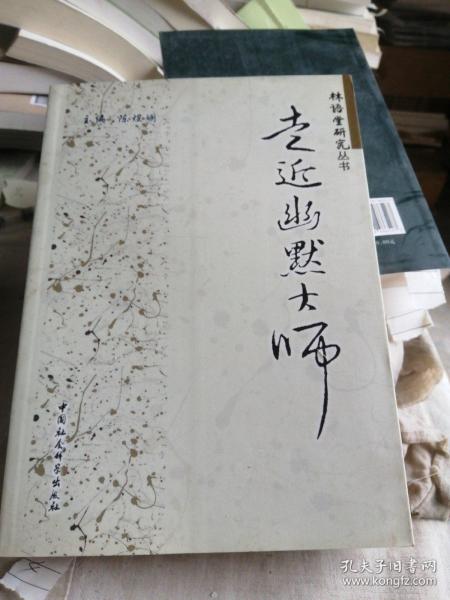 林语堂研究丛书
走近幽默大师
主编 陈煜斓
中国社会科学出版社
孔夫子旧书网
www.kongfz.com